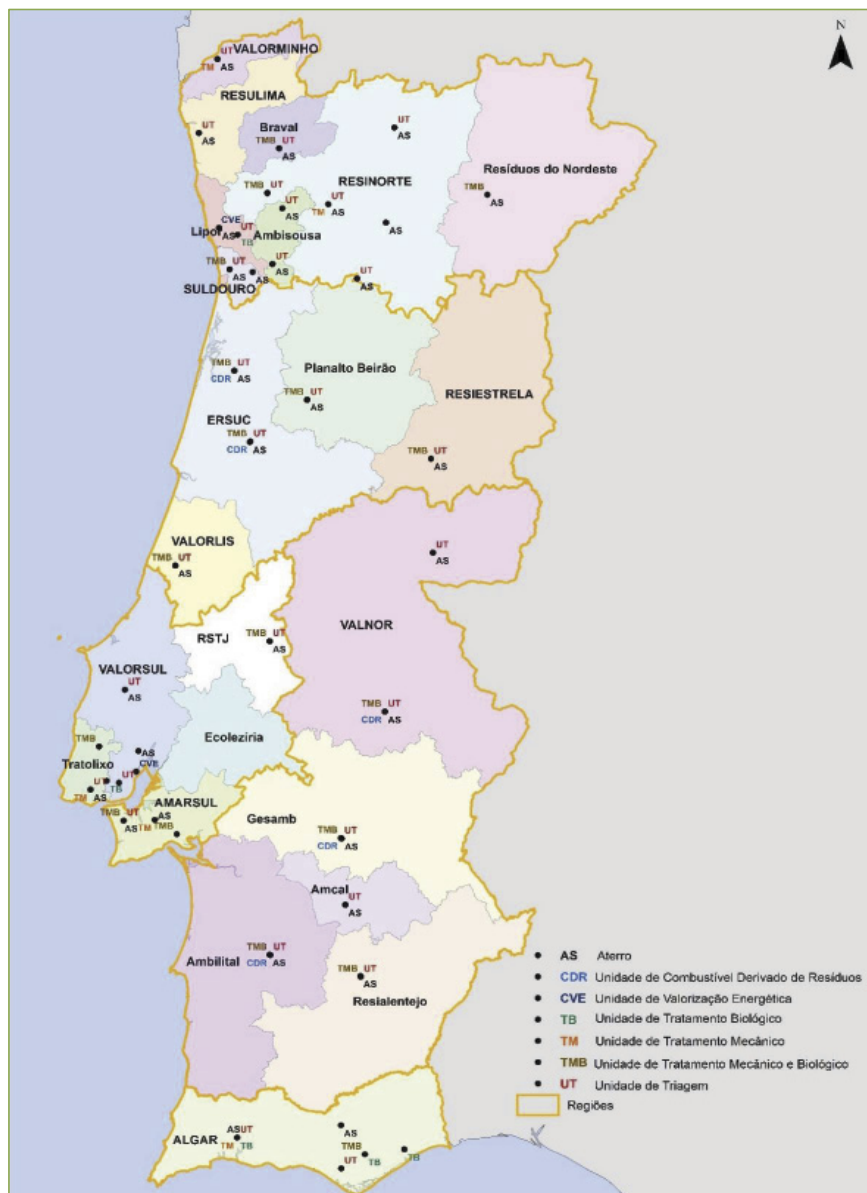 N
VALORMINHO
UT
TM AS
RESULIMA
UT
AS
Braval
TMB UT
AS
UT
AS
RESINORTE
Resíduos do Nordeste
TMB
AS
TMB UT
UT
AS
UT
TM AS
AS
CVE
Lipor
AS
UT
TB
Ambisousa
UT
AS
TMB UT
AS
AS
SULDOURO
UT
AS
TMB UT
CDR AS
Planalto Beirão
TMB UT
AS
RESIESTRELA
TMB UT
AS
ERSUC
TMB UT
CDR AS
VALORLIS
TMB UT
AS
UT
AS
VALNOR
RSTJ
TMB UT
AS
VALORSUL
UT
AS
TMB UT
CDR AS
Ecolezíria
TMB
AS
CVE
Tratolixo
UT
UT
TB
TM AS
AMARSUL
TMB UT
AS
AS
TM TMB
Gesamb
TMB UT
CDR AS
Amcal
UT
AS
Ambilital
TMB UT
CDR AS
TMB UT
AS
Resialentejo
AS Aterro
CDR Unidade de Combustível Derivado de Resíduos
CVE Unidade de Valorização Energética
TB Unidade de Tratamento Biológico
TM Unidade de Tratamento Mecânico
TMB Unidade de Tratamento Mecânico e Biológico
UT Unidade de Triagem
Regiões
ALGAR
AS UT
TM TB
AS
TMB
TB
TB
UT